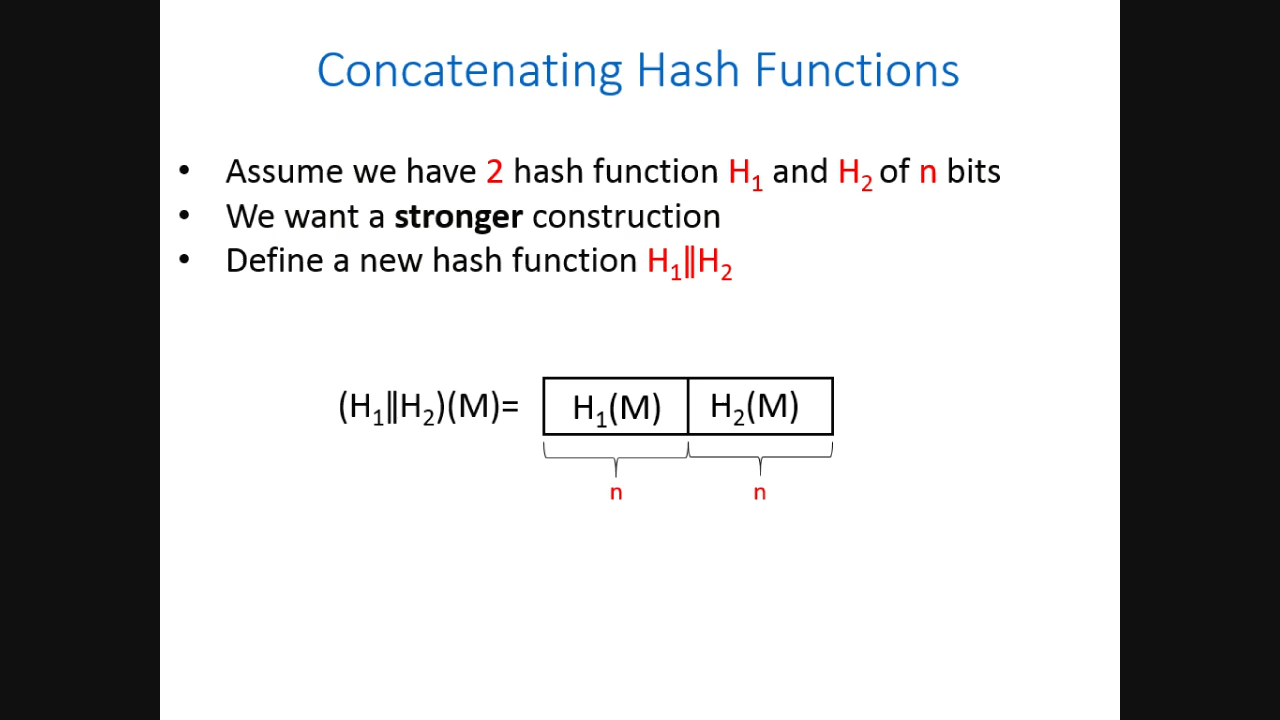 Concatenating Hash Functions
• Assume we have 2 hash function H₁ and H₂ of n bits
• We want a stronger construction
• Define a new hash function H₁‖H₂
(H₁‖H₂)(M)= H₁(M) H₂(M)
n n